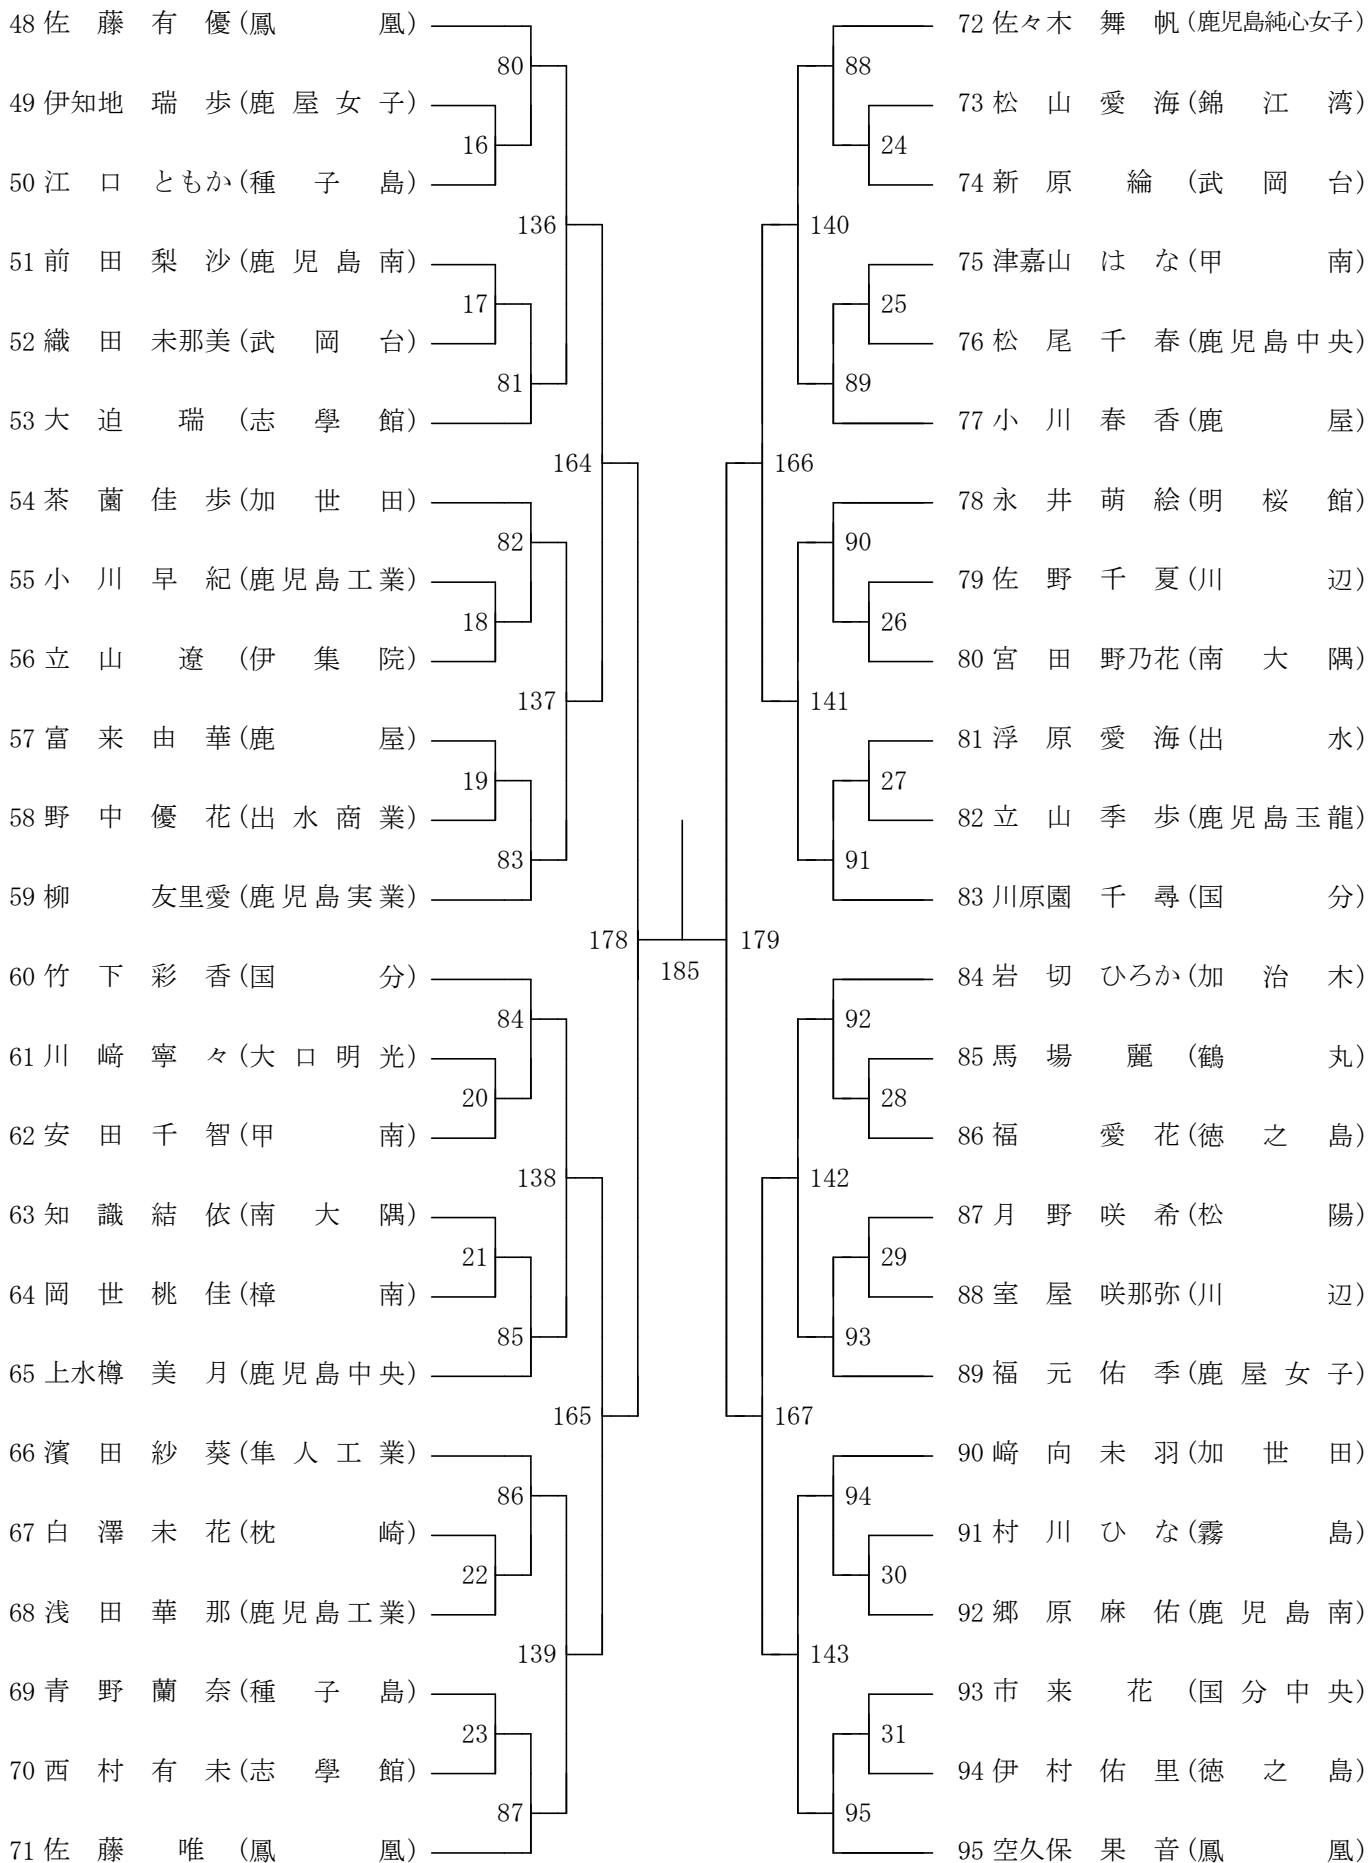 48 佐藤有優(鳳凰)
80
49 伊知地瑞歩(鹿屋女子)
16
50 江口ともか(種子島)
136
51 前田梨沙(鹿児島南)
17
52 織田未那美(武岡台)
81
53 大迫瑞(志學館)
164
54 茶薗佳歩(加世田)
82
55 小川早紀(鹿児島工業)
18
56 立山遼(伊集院)
137
57 富来由華(鹿屋)
19
58 野中優花(出水商業)
83
59 柳友里愛(鹿児島実業)
178
60 竹下彩香(国分)
84
61 川﨑寧々(大口明光)
20
62 安田千智(甲南)
138
63 知識結依(南大隅)
21
64 岡世桃佳(樟南)
85
65 上水樽美月(鹿児島中央)
165
66 濱田紗葵(隼人工業)
86
67 白澤未花(枕崎)
22
68 浅田華那(鹿児島工業)
139
69 青野蘭奈(種子島)
23
70 西村有未(志學館)
87
71 佐藤唯(鳳凰)
185
72 佐々木舞帆(鹿児島純心女子)
88
73 松山愛海(錦江湾)
24
74 新原綸(武岡台)
140
75 津嘉山はな(甲南)
25
76 松尾千春(鹿児島中央)
89
77 小川春香(鹿屋)
166
78 永井萌絵(明桜館)
90
79 佐野千夏(川辺)
26
80 宮田野乃花(南大隅)
141
81 浮原愛海(出水)
27
82 立山季歩(鹿児島玉龍)
91
83 川原園千尋(国分)
179
84 岩切ひろか(加治木)
92
85 馬場麗(鶴丸)
28
86 福愛花(徳之島)
142
87 月野咲希(松陽)
29
88 室屋咲那弥(川辺)
93
89 福元佑季(鹿屋女子)
167
90 﨑向未羽(加世田)
94
91 村川ひな(霧島)
30
92 郷原麻佑(鹿児島南)
143
93 市来花(国分中央)
31
94 伊村佑里(徳之島)
95
95 空久保果音(鳳凰)